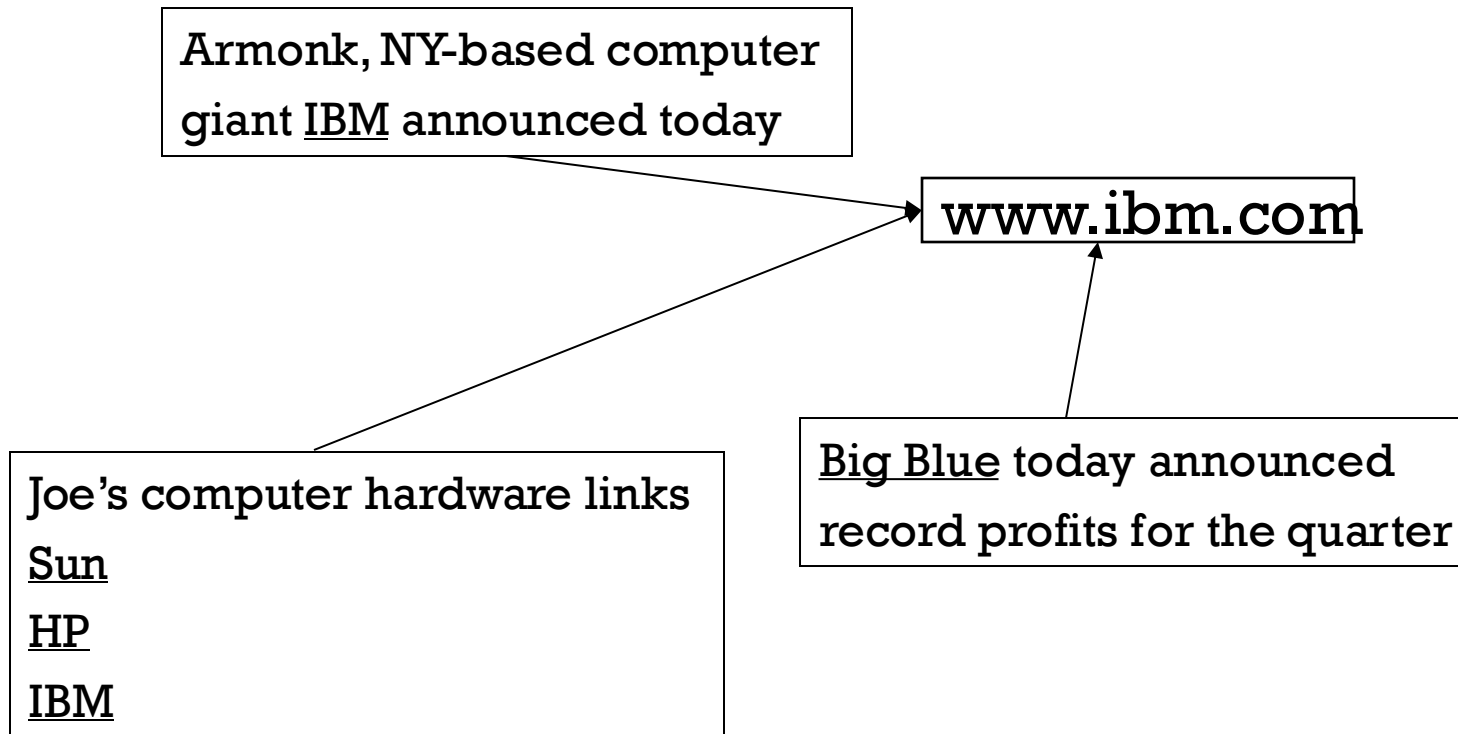 Armonk, NY-based computer
giant IBM announced today
www.ibm.com
Big Blue today announced
record profits for the quarter
Joe’s computer hardware links
Sun
HP
IBM